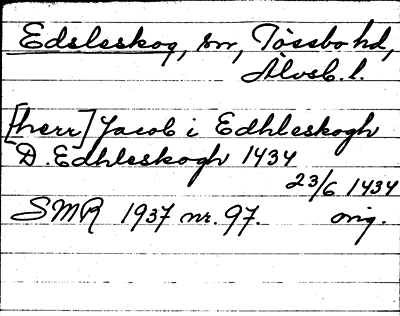 Edsleskog, sn, Tössbo hd,
Älvsb. l.
[herr] Jacob i Edhleskogh
D. Edhleskogh 1434
23/6 1434
SMR 1937 nr. 97. orig.